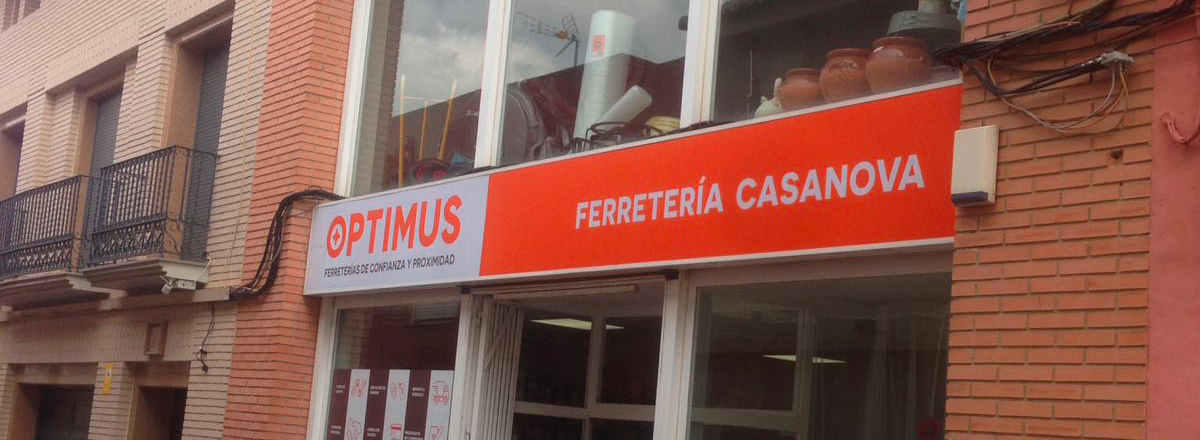 OPTIMUS
FERRETERÍAS DE CONFIANZA Y PROXIMIDAD
FERRETERÍA CASANOVA